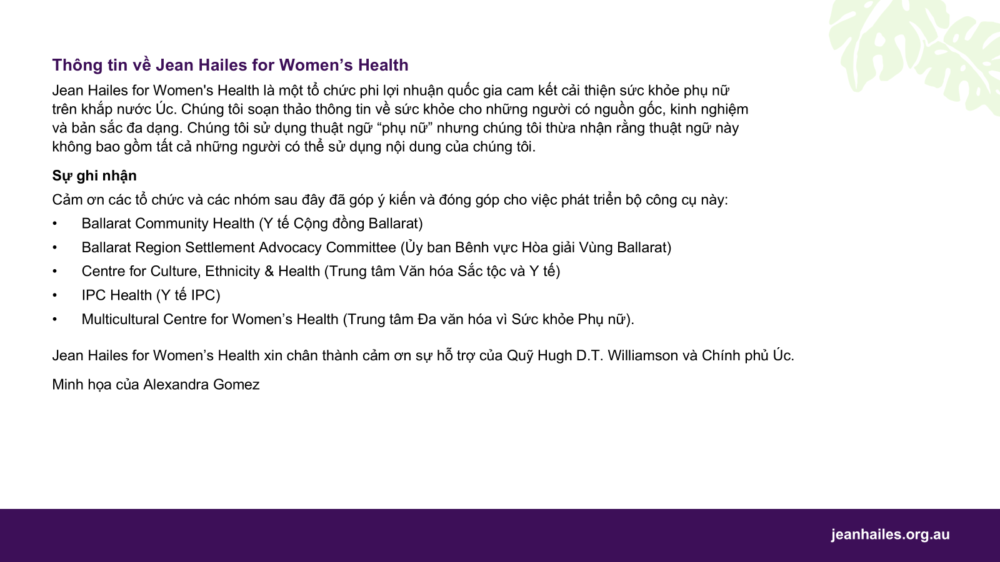 Thông tin về Jean Hailes for Women’s Health
Jean Hailes for Women's Health là một tổ chức phi lợi nhuận quốc gia cam kết cải thiện sức khỏe phụ nữ
trên khắp nước Úc. Chúng tôi soạn thảo thông tin về sức khỏe cho những người có nguồn gốc, kinh nghiệm
và bản sắc đa dạng. Chúng tôi sử dụng thuật ngữ “phụ nữ” nhưng chúng tôi thừa nhận rằng thuật ngữ này
không bao gồm tất cả những người có thể sử dụng nội dung của chúng tôi.
Sự ghi nhận
Cảm ơn các tổ chức và các nhóm sau đây đã góp ý kiến và đóng góp cho việc phát triển bộ công cụ này:
• Ballarat Community Health (Y tế Cộng đồng Ballarat)
• Ballarat Region Settlement Advocacy Committee (Ủy ban Bênh vực Hòa giải Vùng Ballarat)
• Centre for Culture, Ethnicity & Health (Trung tâm Văn hóa Sắc tộc và Y tế)
• IPC Health (Y tế IPC)
• Multicultural Centre for Women’s Health (Trung tâm Đa văn hóa vì Sức khỏe Phụ nữ).
Jean Hailes for Women’s Health xin chân thành cảm ơn sự hỗ trợ của Quỹ Hugh D.T. Williamson và Chính phủ Úc.
Minh họa của Alexandra Gomez
jeanhailes.org.au